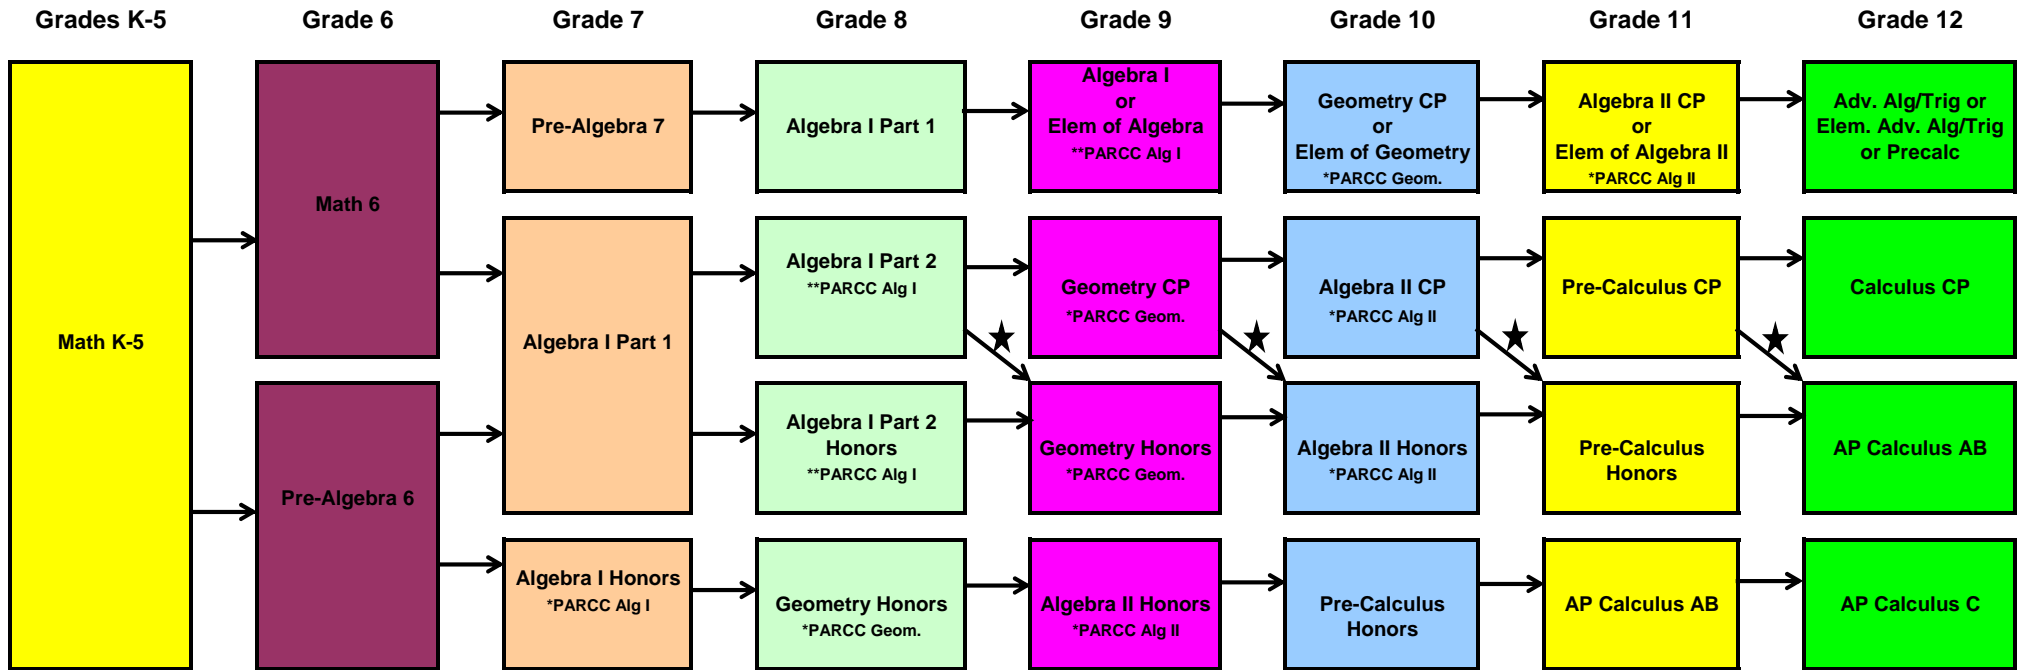 Grades K-5
Grade 6
Grade 7
Grade 8
Grade 9
Grade 10
Grade 11
Grade 12
Math K-5
Math 6
Pre-Algebra 6
Pre-Algebra 7
Algebra I Part 1
Algebra I Honors
*PARCC Alg I
Algebra I Part 1
Algebra I Part 2
**PARCC Alg I
Algebra I Part 2
Honors
**PARCC Alg I
Geometry Honors
*PARCC Geom.
Algebra I
or
Elem of Algebra
**PARCC Alg I
Geometry CP
*PARCC Geom.
Geometry Honors
*PARCC Geom.
Algebra II Honors
*PARCC Alg II
Geometry CP
or
Elem of Geometry
*PARCC Geom.
Algebra II CP
*PARCC Alg II
Algebra II Honors
*PARCC Alg II
Pre-Calculus
Honors
Algebra II CP
or
Elem of Algebra II
*PARCC Alg II
Pre-Calculus CP
Pre-Calculus
Honors
AP Calculus AB
Adv. Alg/Trig or
Elem. Adv. Alg/Trig
or Precalc
Calculus CP
AP Calculus AB
AP Calculus C